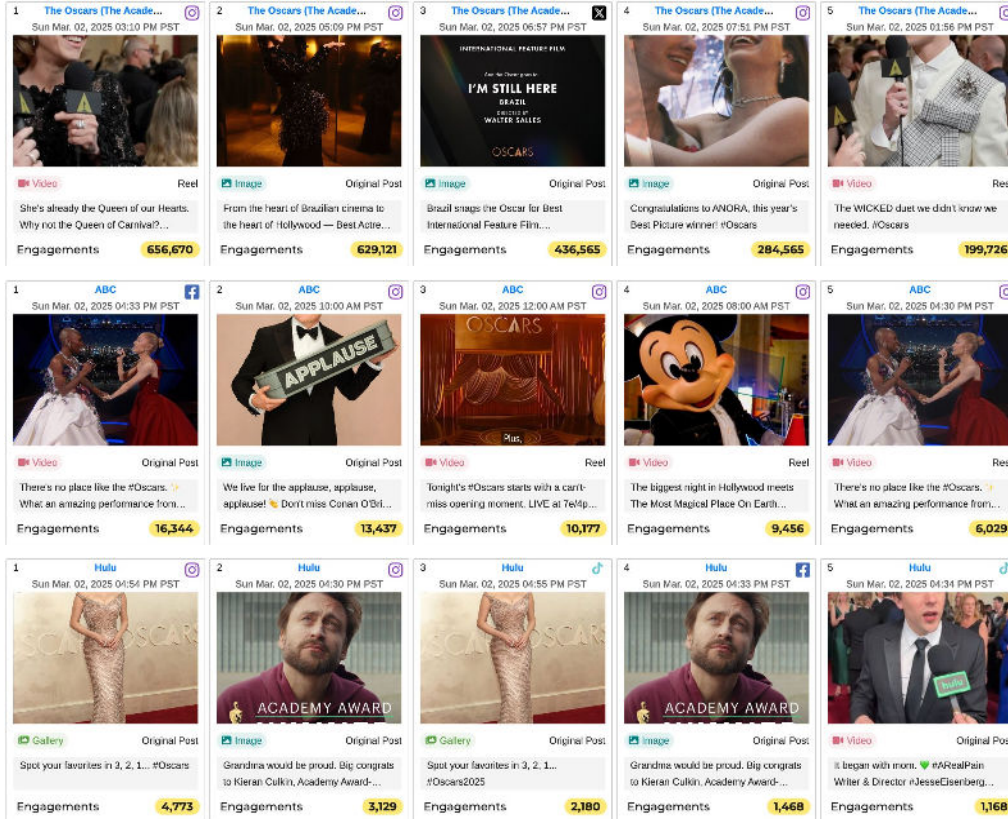 1 The Oscars (The Acade...
Sun Mar. 02, 2025 03:10 PM PST
Video Reel
She's already the Queen of our Hearts.
Why not the Queen of Carnival?...
Engagements 656,670
2 The Oscars (The Acade...
Sun Mar. 02, 2025 05:09 PM PST
Image Original Post
From the heart of Brazilian cinema to
the heart of Hollywood — Best Actre...
Engagements 629,121
3 The Oscars (The Acade...
Sun Mar. 02, 2025 06:57 PM PST
INTERNATIONAL FEATURE FILM
And the Oscar goes to
I'M STILL HERE
BRAZIL
DIRECTED BY
WALTER SALLES
OSCARS
Image Original Post
Brazil snags the Oscar for Best
International Feature Film....
Engagements 436,565
4 The Oscars (The Acade...
Sun Mar. 02, 2025 07:51 PM PST
Image Original Post
Congratulations to ANORA, this year's
Best Picture winner! #Oscars
Engagements 284,565
5 The Oscars (The Acade...
Sun Mar. 02, 2025 01:56 PM PST
Video Ree
The WICKED duet we didn't know we
needed. #Oscars
Engagements 199,726
1 ABC
Sun Mar. 02, 2025 04:33 PM PST
Video Original Post
There's no place like the #Oscars. ✨
What an amazing performance from...
Engagements 16,344
2 ABC
Sun Mar. 02, 2025 10:00 AM PST
APPLAUSE
Image Original Post
We live for the applause, applause,
applause! 👏 Don't miss Conan O'Bri...
Engagements 13,437
3 ABC
Sun Mar. 02, 2025 12:00 AM PST
OSCARS
Plus,
Video Reel
Tonight's #Oscars starts with a can't-
miss opening moment. LIVE at 7e/4p...
Engagements 10,177
4 ABC
Sun Mar. 02, 2025 08:00 AM PST
Video Reel
The biggest night in Hollywood meets
The Most Magical Place On Earth...
Engagements 9,456
5 ABC
Sun Mar. 02, 2025 04:30 PM PST
Video Ree
There's no place like the #Oscars. ✨
What an amazing performance from...
Engagements 6,029
1 Hulu
Sun Mar. 02, 2025 04:54 PM PST
SCA OSCARS
Gallery Original Post
Spot your favorites in 3, 2, 1... #Oscars
Engagements 4,773
2 Hulu
Sun Mar. 02, 2025 04:30 PM PST
ACADEMY AWARD
Image Original Post
Grandma would be proud. Big congrats
to Kieran Culkin, Academy Award-...
Engagements 3,129
3 Hulu
Sun Mar. 02, 2025 04:55 PM PST
SCA OSCARS
Gallery Original Post
Spot your favorites in 3, 2, 1...
#Oscars2025
Engagements 2,180
4 Hulu
Sun Mar. 02, 2025 04:33 PM PST
ACADEMY AWARD
Image Original Post
Grandma would be proud. Big congrats
to Kieran Culkin, Academy Award-...
Engagements 1,468
5 Hulu
Sun Mar. 02, 2025 04:34 PM PST
hulu
Video Original Pos
It began with mom. 💚 #ARealPain
Writer & Director #JesseEisenberg...
Engagements 1,168